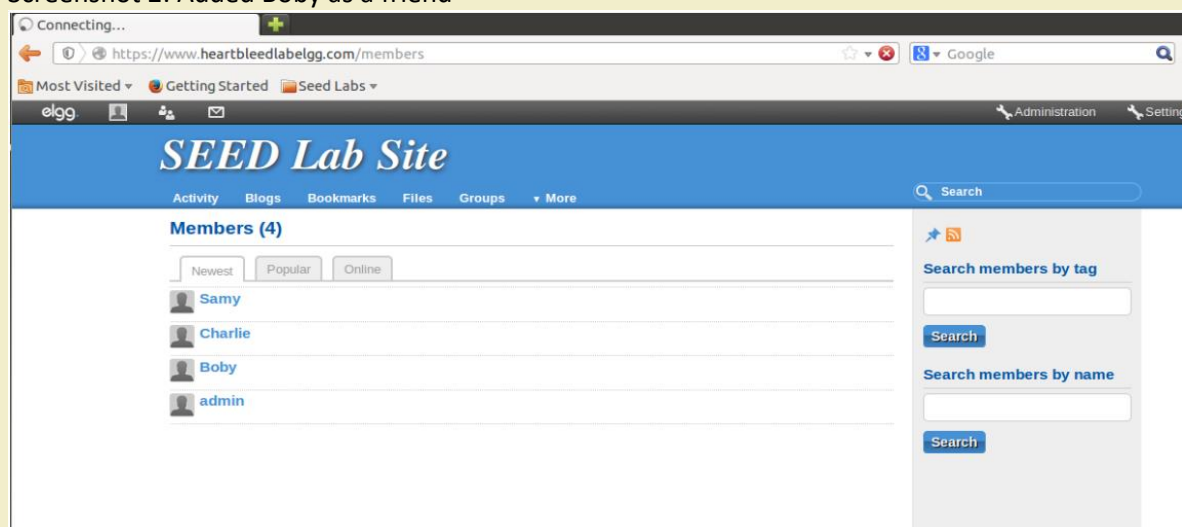 Screenshot 2: Added Boby as a friend
Connecting...
https://www.heartbleedlabelgg.com/members
Google
Most Visited
Getting Started
Seed Labs
elgg.
Administration
Setting
SEED Lab Site
Activity Blogs Bookmarks Files Groups More
Search
Members (4)
Newest Popular Online
Samy
Charlie
Boby
admin
Search members by tag
Search
Search members by name
Search